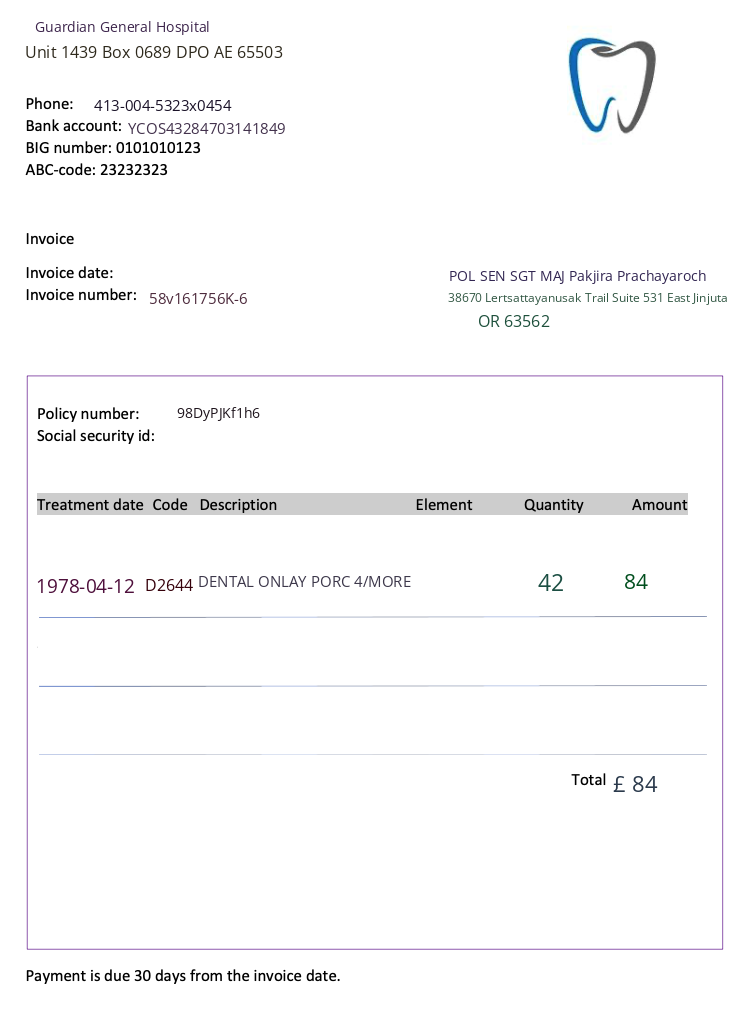 Guardian General Hospital
Unit 1439 Box 0689 DPO AE 65503
Phone: 413-004-5323x0454
Bank account: YCOS43284703141849
BIG number: 0101010123
ABC-code: 23232323
Invoice
Invoice date:
Invoice number: 58v161756K-6
POL SEN SGT MAJ Pakjira Prachayaroch
38670 Lertsattayanusak Trail Suite 531 East Jinjuta
OR 63562
Policy number: 98DyPJKf1h6
Social security id:
Treatment date Code Description Element Quantity Amount
1978-04-12 D2644 DENTAL ONLAY PORC 4/MORE 42 84
Total £ 84
Payment is due 30 days from the invoice date.